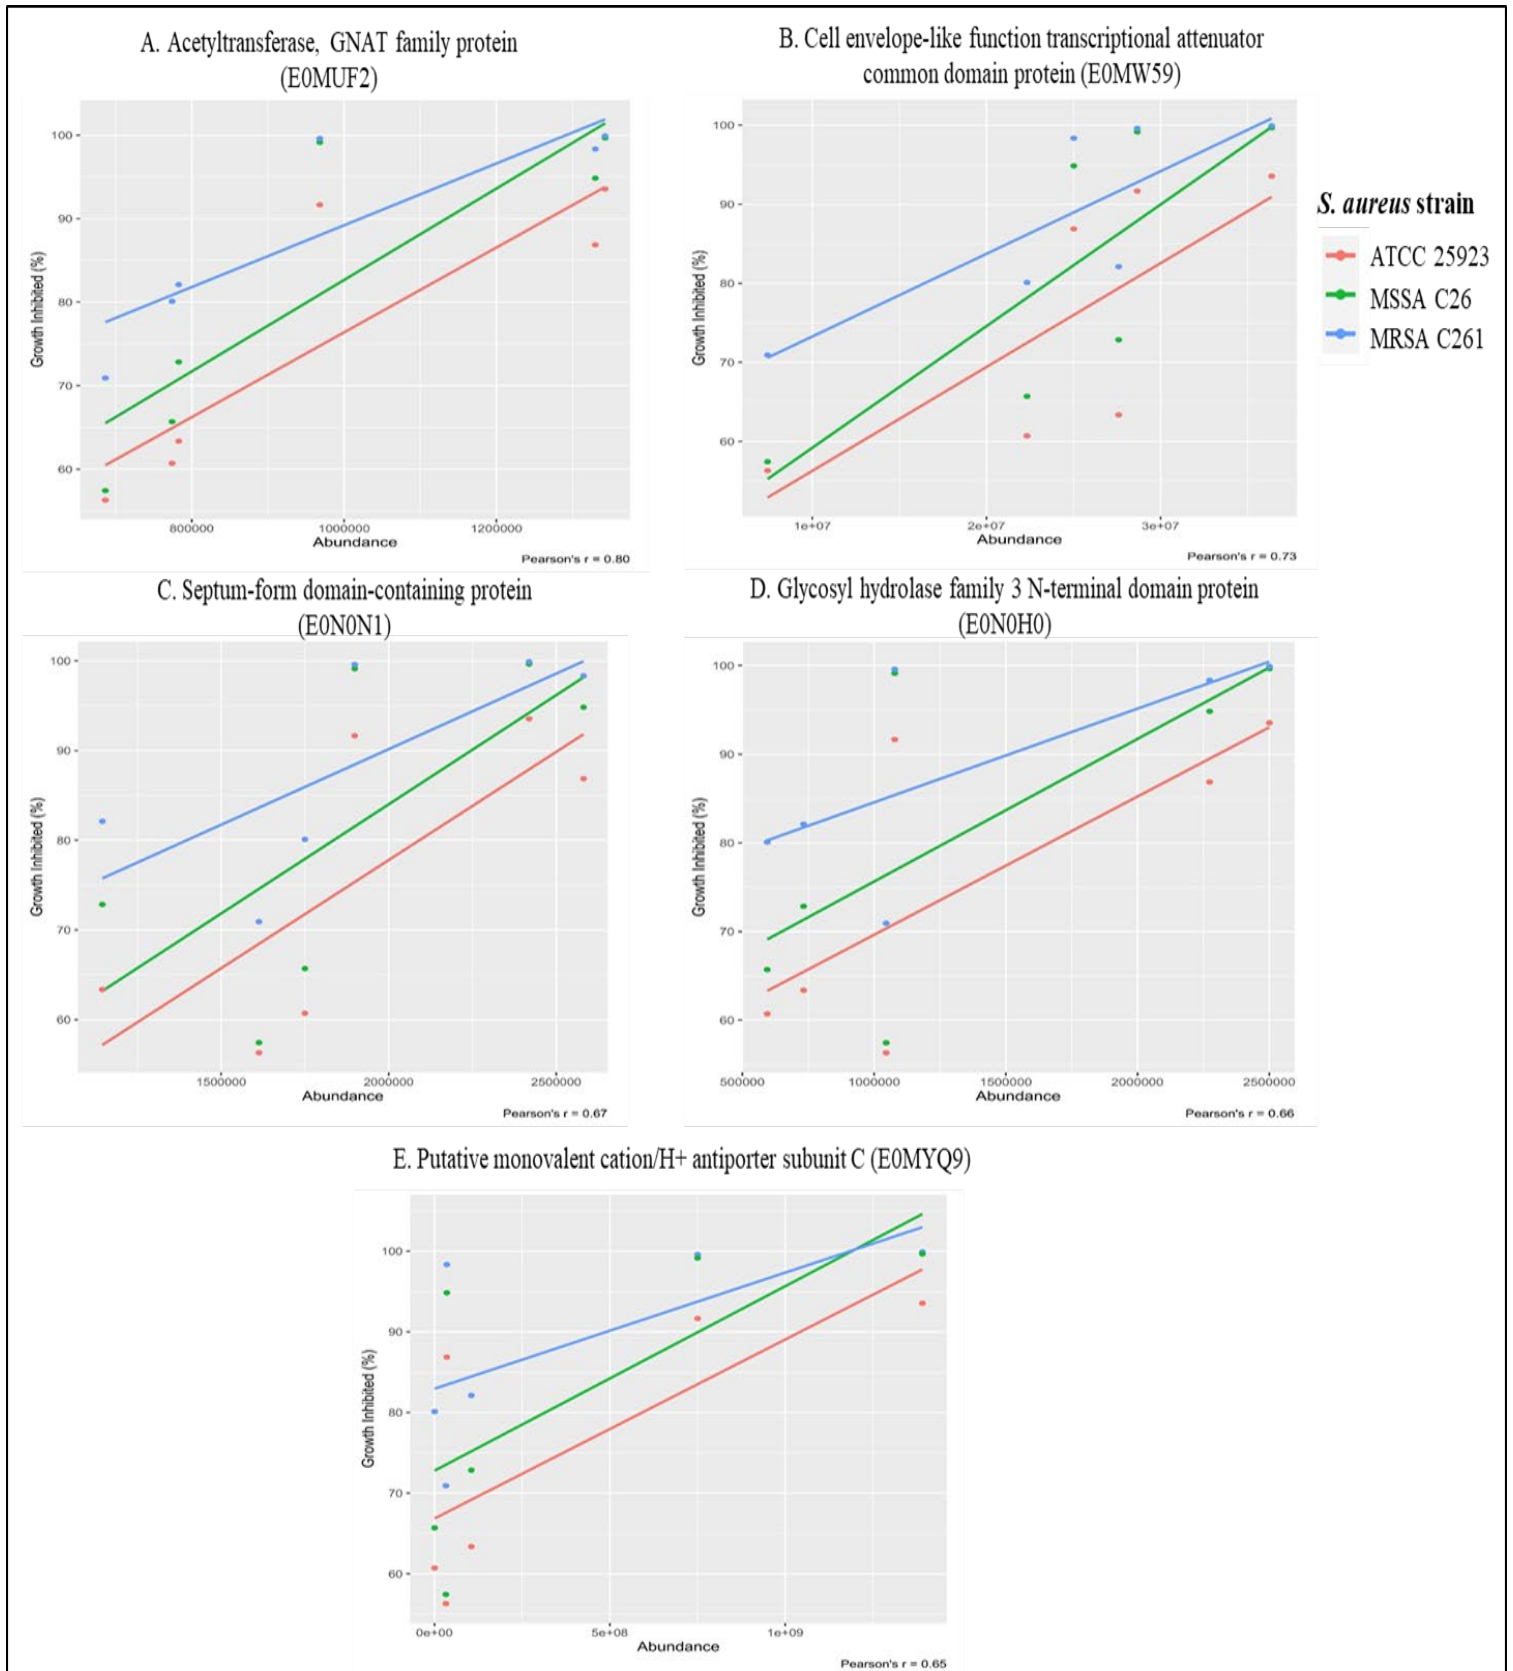 A. Acetyltransferase, GNAT family protein
(E0MUF2)
100
90
80
70
60
Growth Inhibited (%)
800000
1000000
1200000
Abundance
Pearson's r = 0.80
B. Cell envelope-like function transcriptional attenuator
common domain protein (E0MW59)
100
90
80
70
60
Growth Inhibited (%)
1e+07
2e+07
3e+07
Abundance
Pearson's r = 0.73
S. aureus strain
ATCC 25923
MSSA C26
MRSA C261
C. Septum-form domain-containing protein
(E0N0N1)
100
90
80
70
60
Growth Inhibited (%)
1500000
2000000
2500000
Abundance
Pearson's r = 0.67
D. Glycosyl hydrolase family 3 N-terminal domain protein
(E0N0H0)
100
90
80
70
60
Growth Inhibited (%)
500000
1000000
1500000
2000000
2500000
Abundance
Pearson's r = 0.66
E. Putative monovalent cation/H+ antiporter subunit C (E0MYQ9)
100
90
80
70
60
Growth Inhibited (%)
0e+00
5e+08
1e+09
Abundance
Pearson's r = 0.65